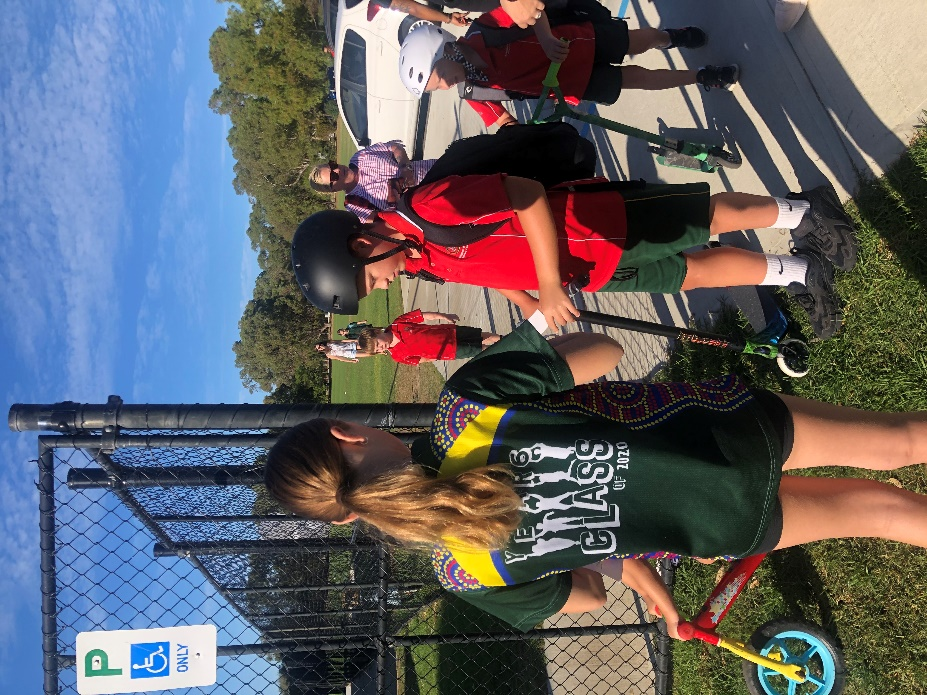 YEAR 6
CLASS
OF 2020
P
ONLY